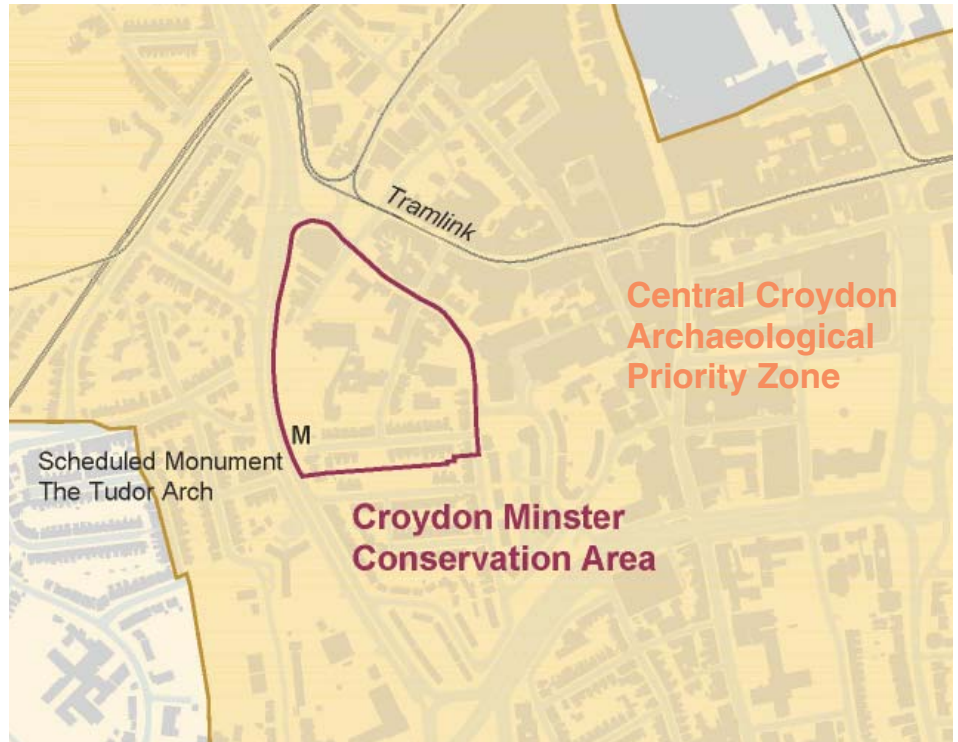 Tramlink
Central Croydon
Archaeological
Priority Zone
M
Scheduled Monument
The Tudor Arch
Croydon Minster
Conservation Area